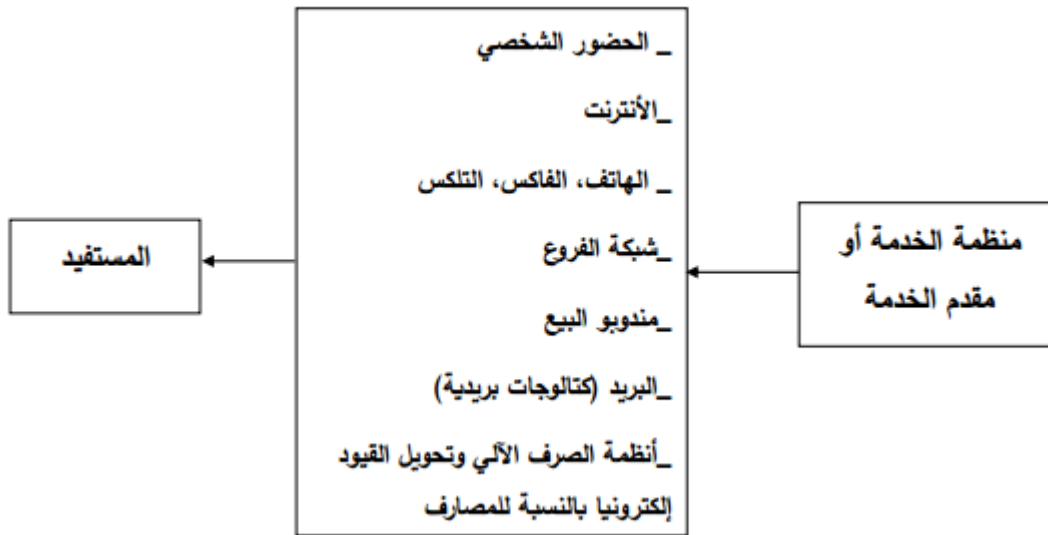 منظمة الخدمة أو
مقدم الخدمة
_ الحضور الشخصي
_الأنترنت
_ الهاتف، الفاكس، التلكس
_شبكة الفروع
_مندوبو البيع
_البريد (كتالوجات بريدية)
_أنظمة الصرف الآلي وتحويل القيود
إلكترونيا بالنسبة للمصارف
المستفيد